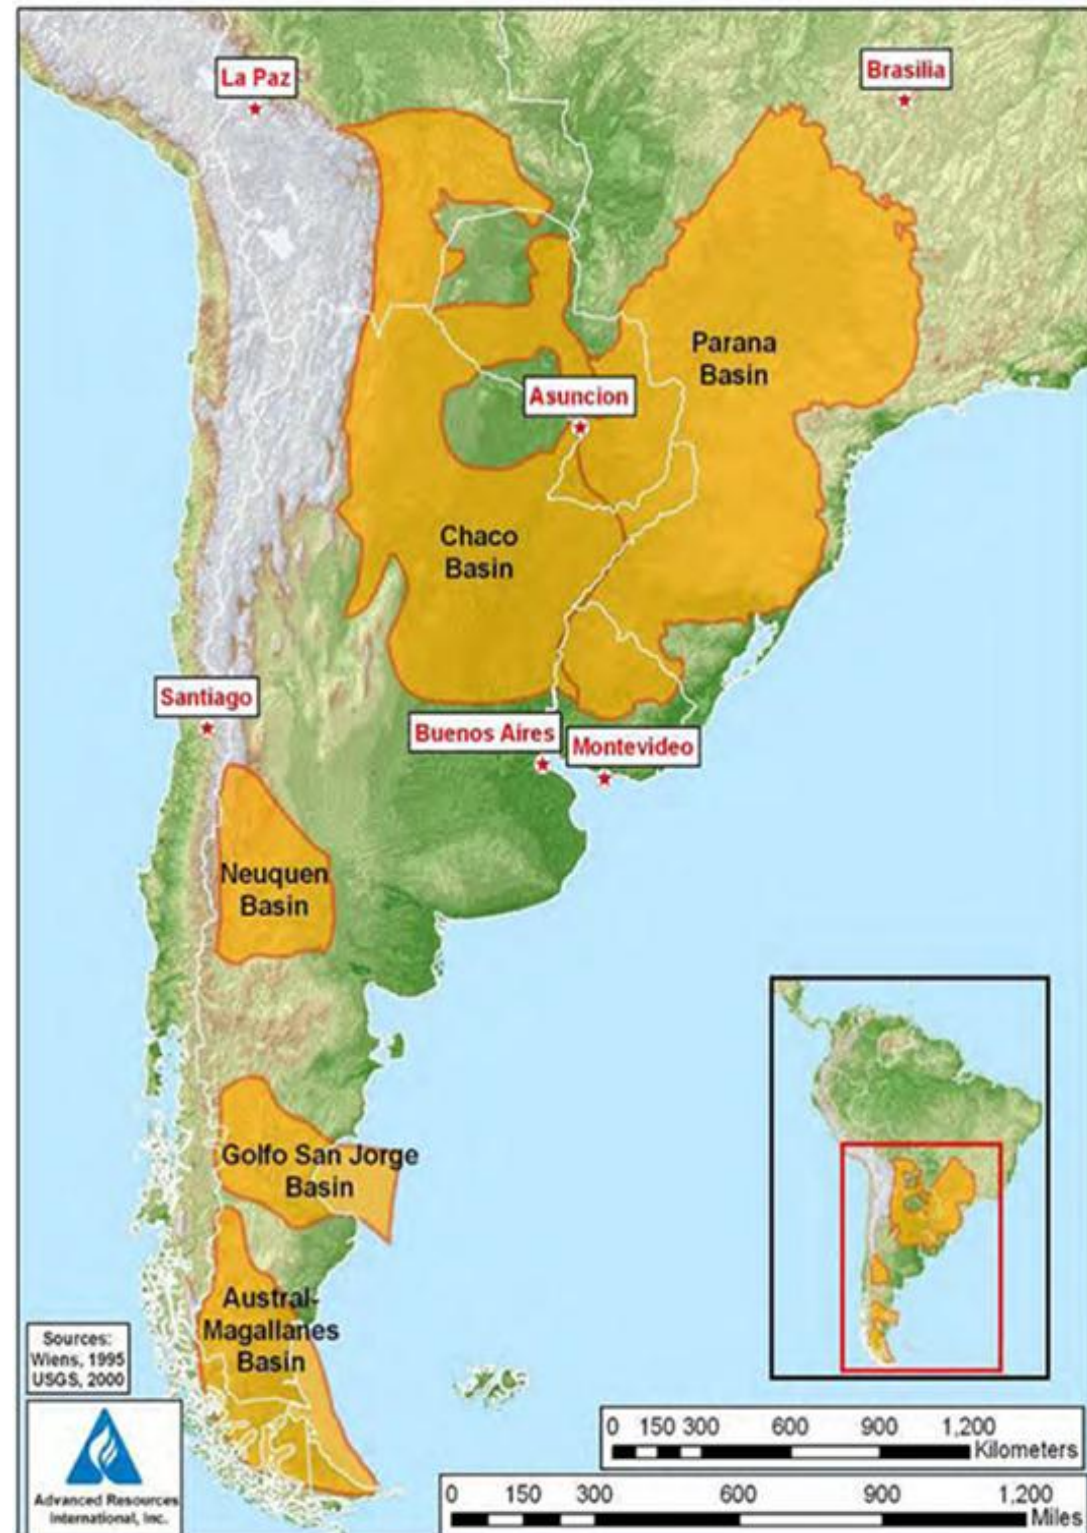 La Paz
Brasilia
Parana
Basin
Asuncion
Chaco
Basin
Santiago
Buenos Aires
Montevideo
Neuquen
Basin
Golfo San Jorge
Basin
Austral-
Magallanes
Basin
Sources:
Wiens, 1995
USGS, 2000
Advanced Resources
International, Inc.
0 150 300 600 900 1,200
Kilometers
0 150 300 600 900 1,200
Miles